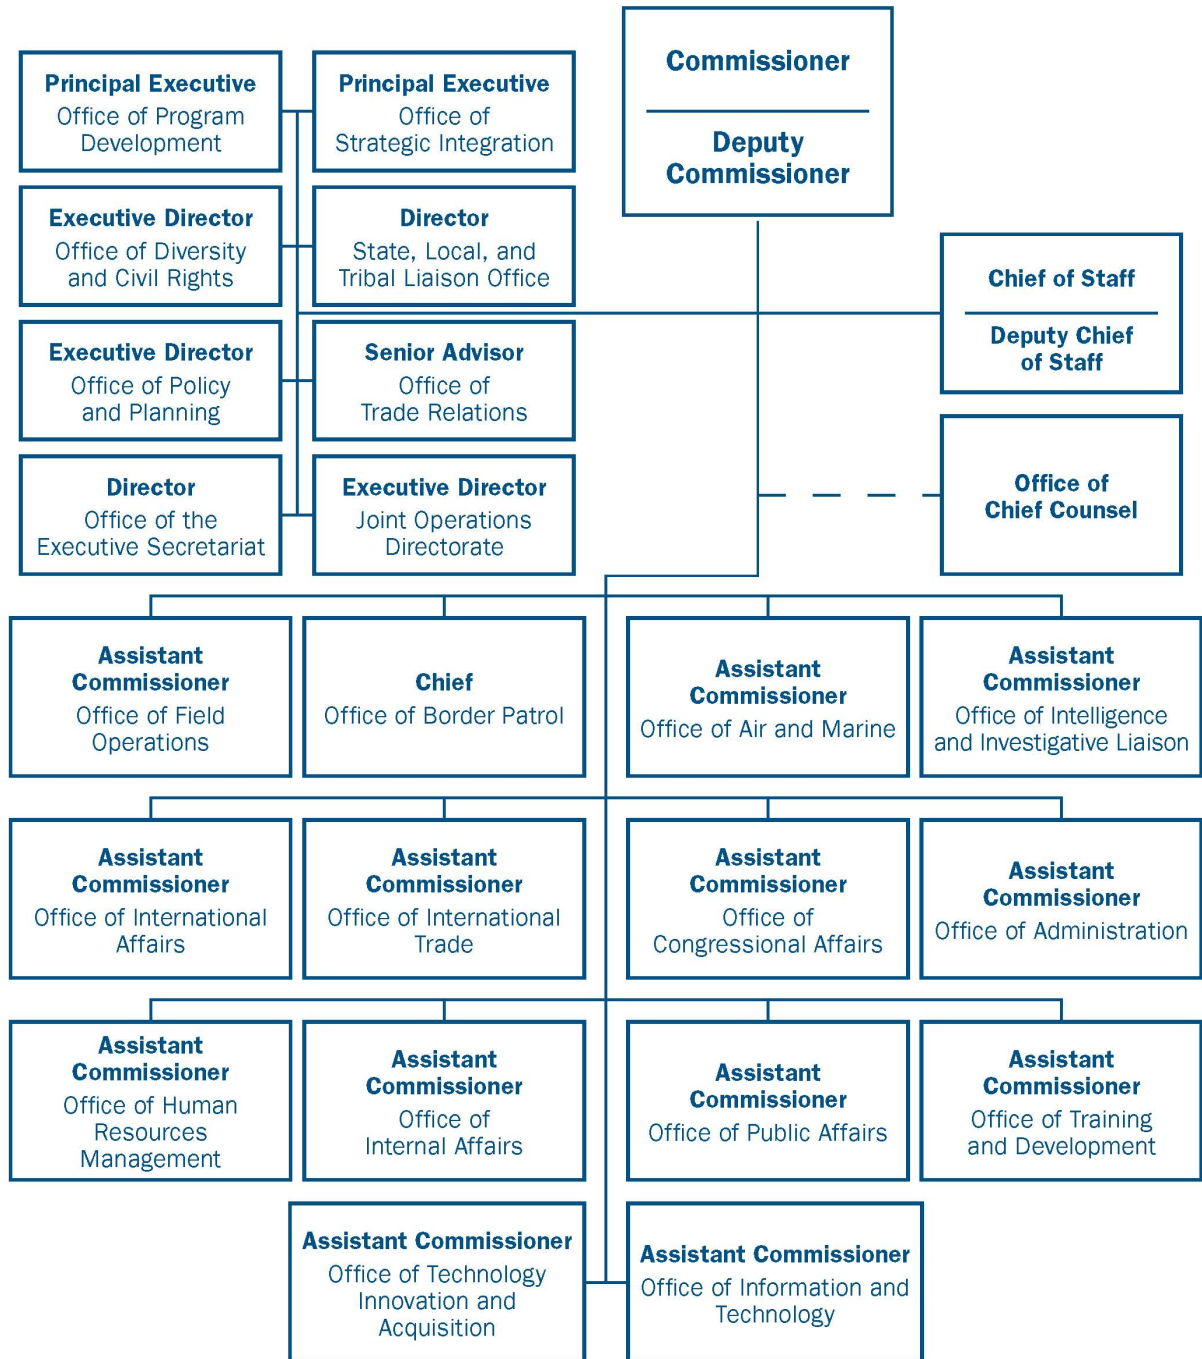 Commissioner
Deputy
Commissioner
Principal Executive
Office of Program
Development
Principal Executive
Office of
Strategic Integration
Executive Director
Office of Diversity
and Civil Rights
Director
State, Local, and
Tribal Liaison Office
Chief of Staff
Deputy Chief
of Staff
Executive Director
Office of Policy
and Planning
Senior Advisor
Office of
Trade Relations
Director
Office of the
Executive Secretariat
Executive Director
Joint Operations
Directorate
Office of
Chief Counsel
Assistant
Commissioner
Office of Field
Operations
Chief
Office of Border Patrol
Assistant
Commissioner
Office of Air and Marine
Assistant
Commissioner
Office of Intelligence
and Investigative Liaison
Assistant
Commissioner
Office of International
Affairs
Assistant
Commissioner
Office of International
Trade
Assistant
Commissioner
Office of
Congressional Affairs
Assistant
Commissioner
Office of Administration
Assistant
Commissioner
Office of Human
Resources
Management
Assistant
Commissioner
Office of
Internal Affairs
Assistant
Commissioner
Office of Public Affairs
Assistant
Commissioner
Office of Training
and Development
Assistant Commissioner
Office of Technology
Innovation and
Acquisition
Assistant Commissioner
Office of Information and
Technology